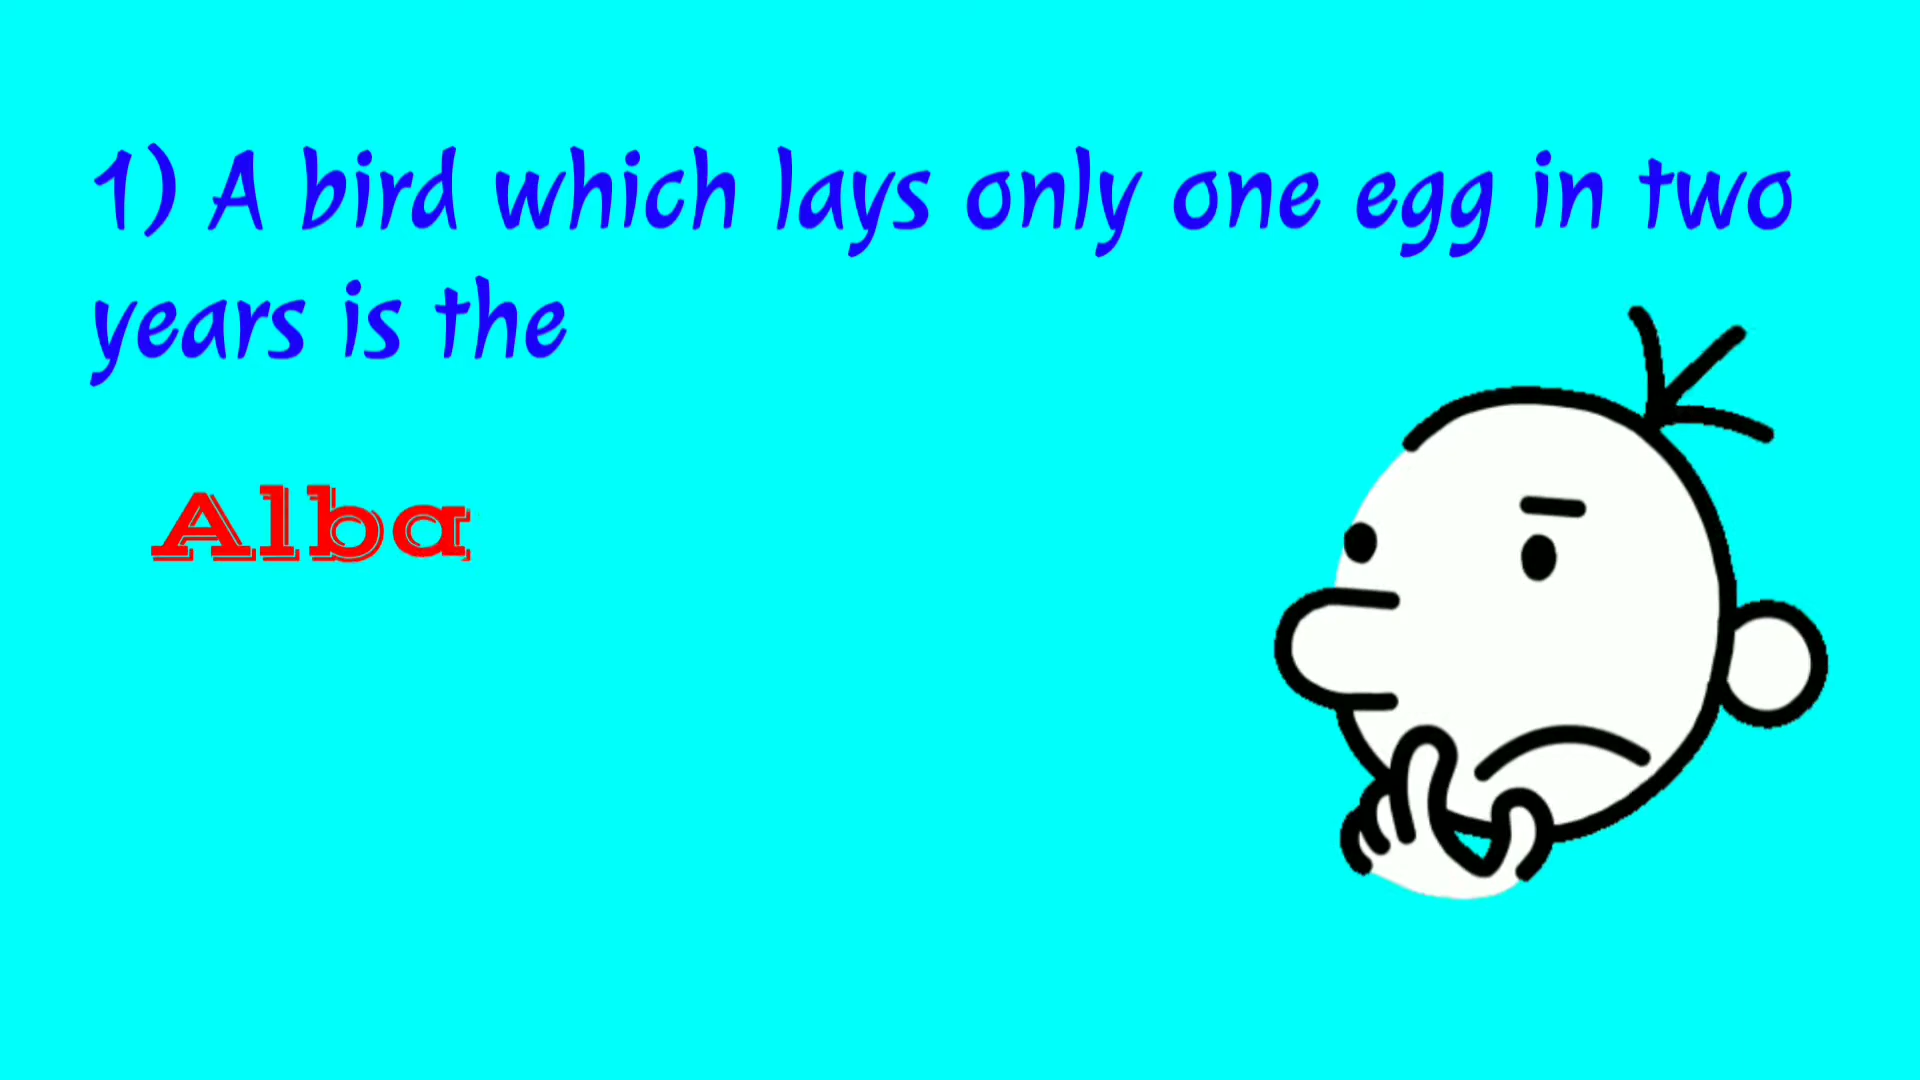 1) A bird which lays only one egg in two
years is the
Alba